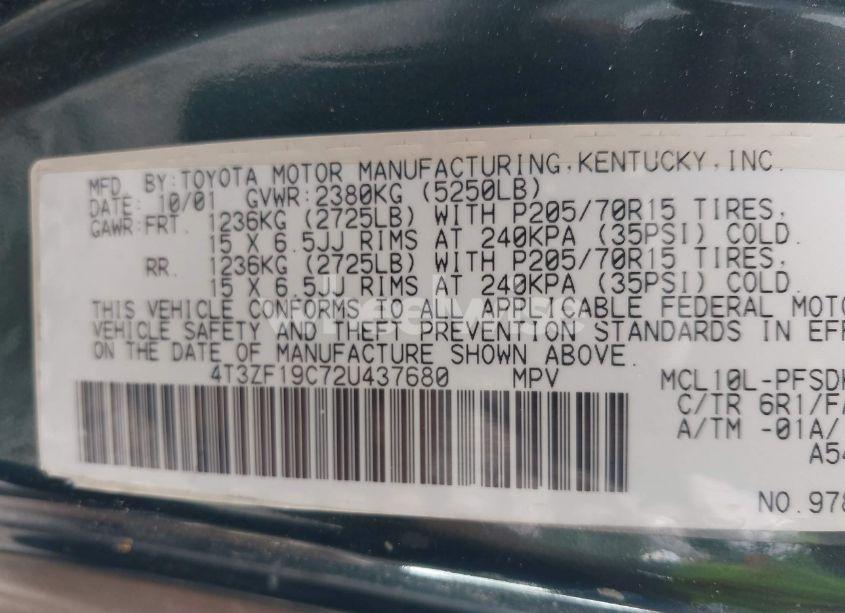 MFD. BY:TOYOTA MOTOR MANUFACTURING,KENTUCKY,INC.
DATE: 10/01 GVWR:2380KG (5250LB)
GAWR:FRT. 1236KG (2725LB) WITH P205/70R15 TIRES,
15 X 6.5JJ RIMS AT 240KPA (35PSI) COLD.
RR. 1236KG (2725LB) WITH P205/70R15 TIRES,
15 X 6.5JJ RIMS AT 240KPA (35PSI) COLD.
THIS VEHICLE CONFORMS TO ALL APPLICABLE FEDERAL MOTO
VEHICLE SAFETY AND THEFT PREVENTION STANDARDS IN EFF
ON THE DATE OF MANUFACTURE SHOWN ABOVE.
4T3ZF19C72U437680 MPV MCL10L-PFSDK
C/TR 6R1/FA
A/TM -01A/
A54
NO.978